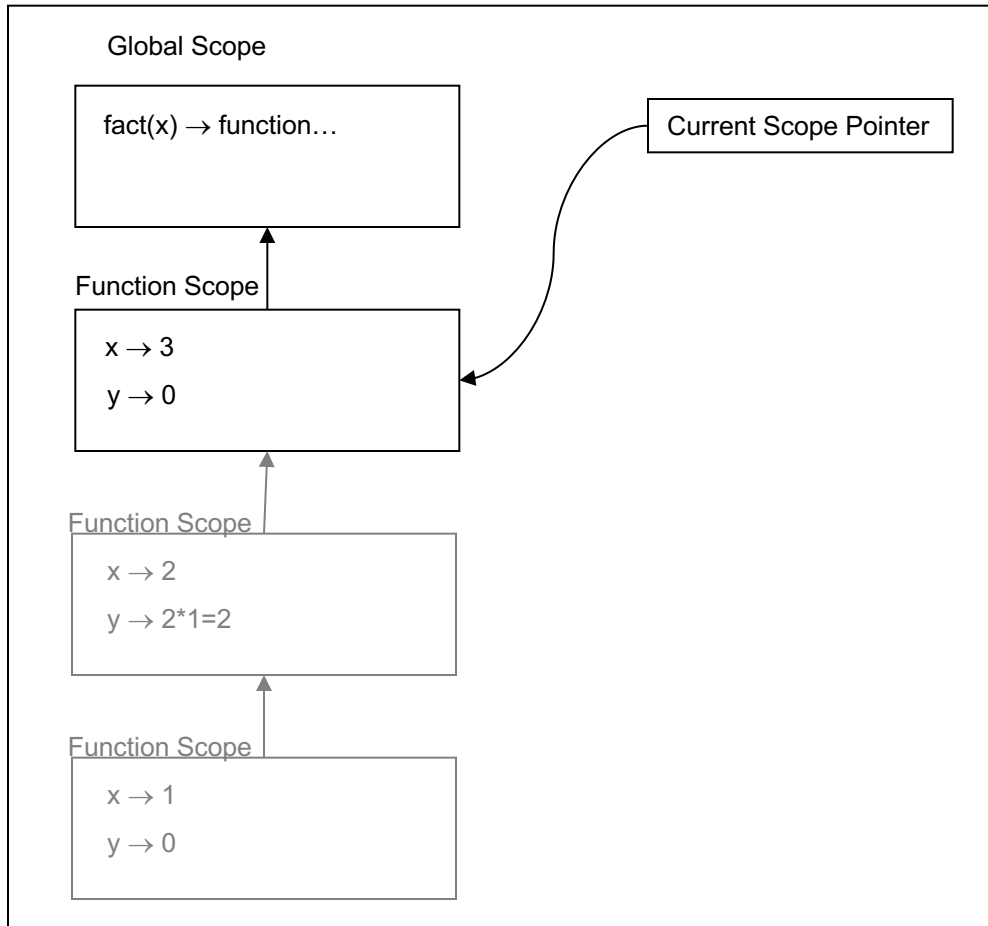 Global Scope
fact(x) → function…
Current Scope Pointer
Function Scope
x → 3
y → 0
Function Scope
x → 2
y → 2*1=2
Function Scope
x → 1
y → 0